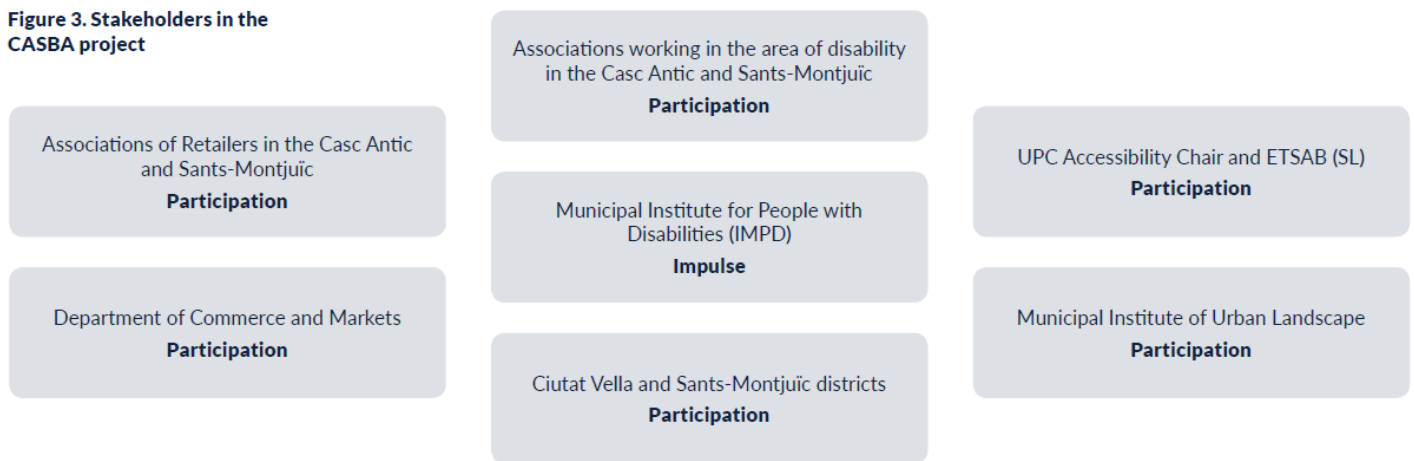 Figure 3. Stakeholders in the
CASBA project
Associations of Retailers in the Casc Antic
and Sants-Montjuïc
Participation
Department of Commerce and Markets
Participation
Associations working in the area of disability
in the Casc Antic and Sants-Montjuïc
Participation
Municipal Institute for People with
Disabilities (IMPD)
Impulse
Ciutat Vella and Sants-Montjuïc districts
Participation
UPC Accessibility Chair and ETSAB (SL)
Participation
Municipal Institute of Urban Landscape
Participation